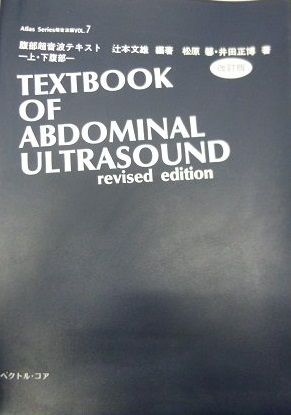 Atlas Series超音波編VOL.7
腹部超音波テキスト 辻本文雄 編著 松原 馨・井田正博 著
―上・下腹部―
改訂版
TEXTBOOK
OF
ABDOMINAL
ULTRASOUND
revised edition
ベクトル・コア